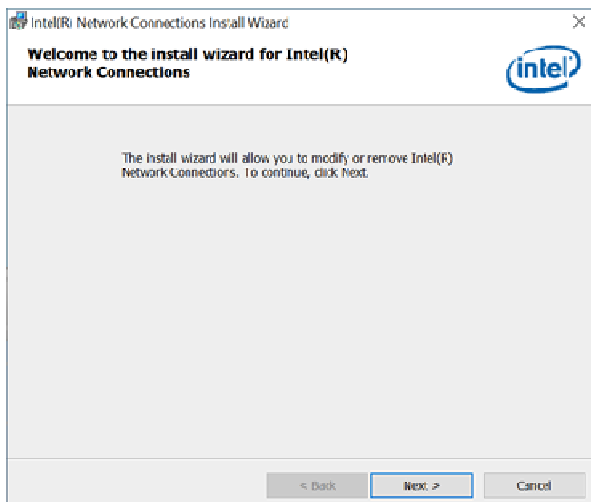 Intel(R) Network Connections Install Wizard
Welcome to the install wizard for Intel(R)
Network Connections
intel
The install wizard will allow you to modify or remove Intel(R)
Network Connections. To continue, click Next.
< Back
Next >
Cancel